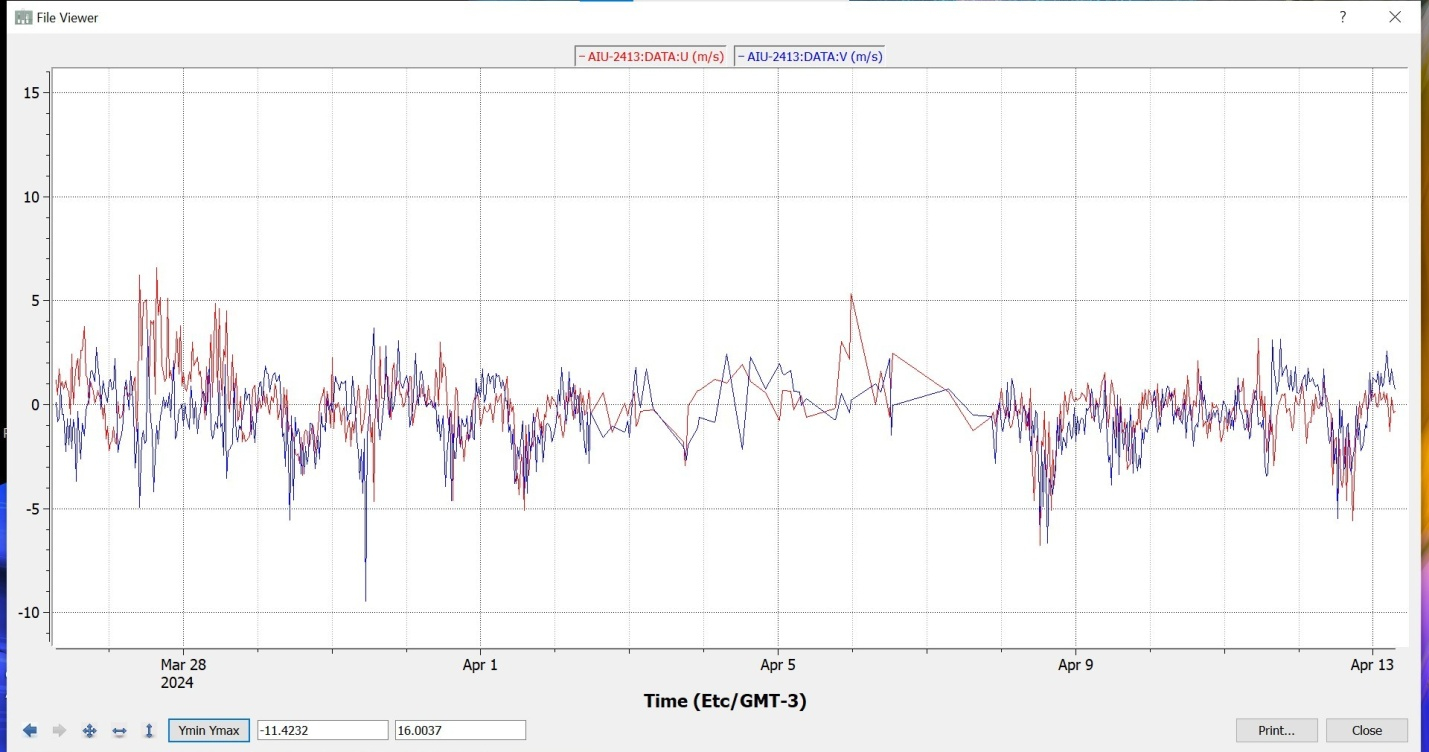 File Viewer
?
AIU-2413:DATA:U (m/s) AIU-2413:DATA:V (m/s)
15
10
5
0
-5
-10
Mar 28 Apr 1 Apr 5 Apr 9 Apr 13
2024
Time (Etc/GMT-3)
Ymin Ymax -11.4232 16.0037 Print... Close